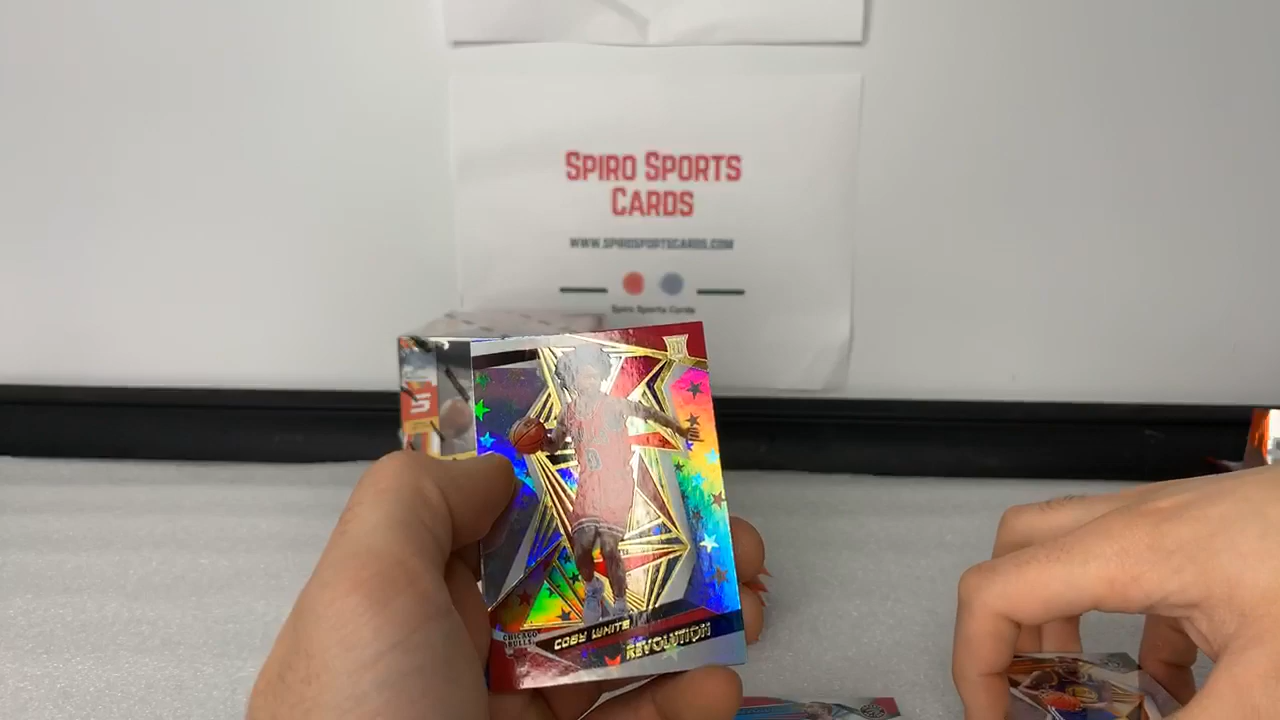 SPIRO SPORTS
CARDS
WWW.SPIROSPORTSCARDS.COM
Spiro Sports Cards
CHICAGO
BULLS
COBY WHITE
REVOLUTION